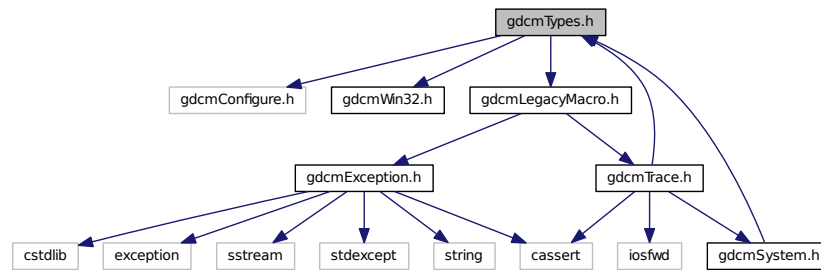 gdcmTypes.h
gdcmConfigure.h
gdcmWin32.h
gdcmLegacyMacro.h
gdcmException.h
gdcmTrace.h
cstdlib
exception
sstream
stdexcept
string
cassert
iosfwd
gdcmSystem.h